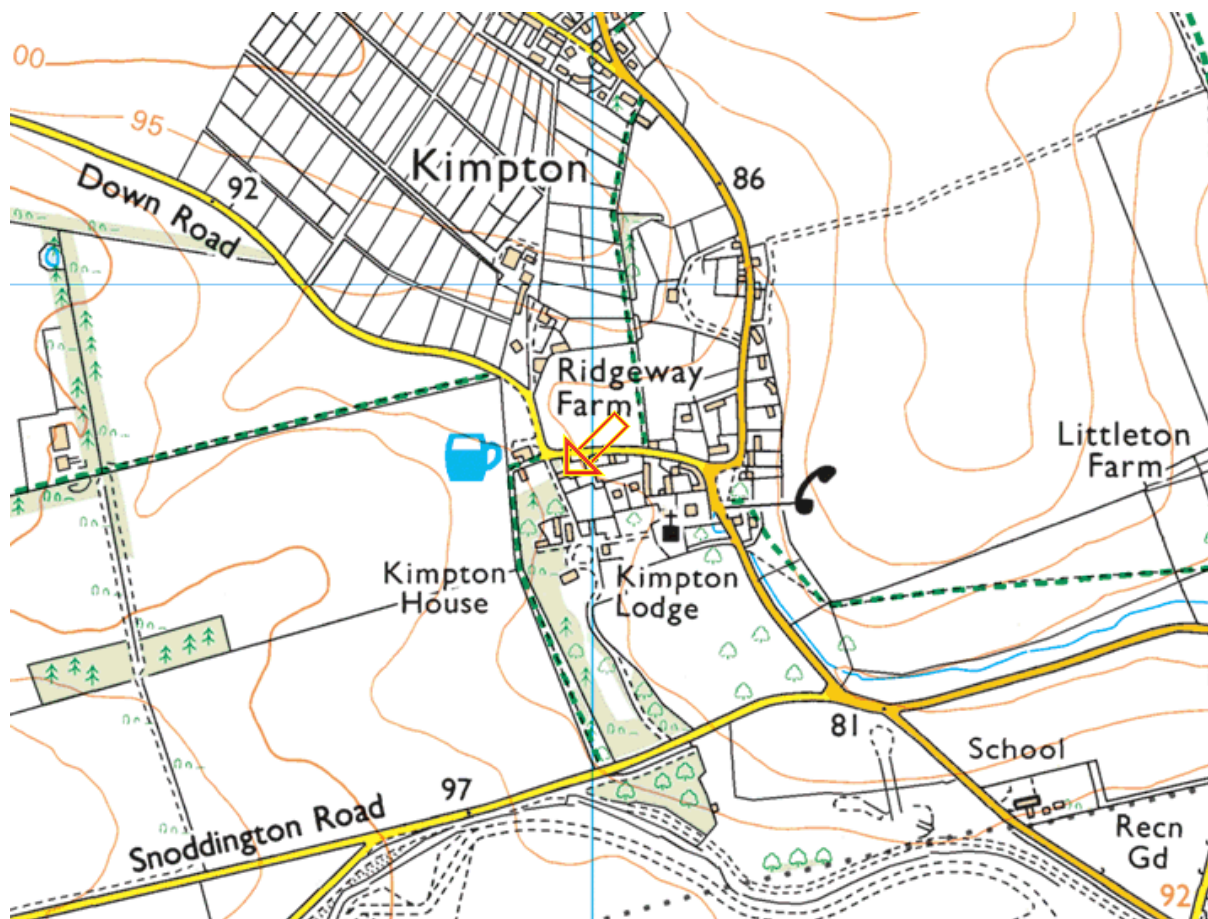 00
95
92
Down Road
Kimpton
86
Ridgeway
Farm
Littleton
Farm
Kimpton
House
Kimpton
Lodge
81
School
97
Snoddington Road
Recn
Gd
92